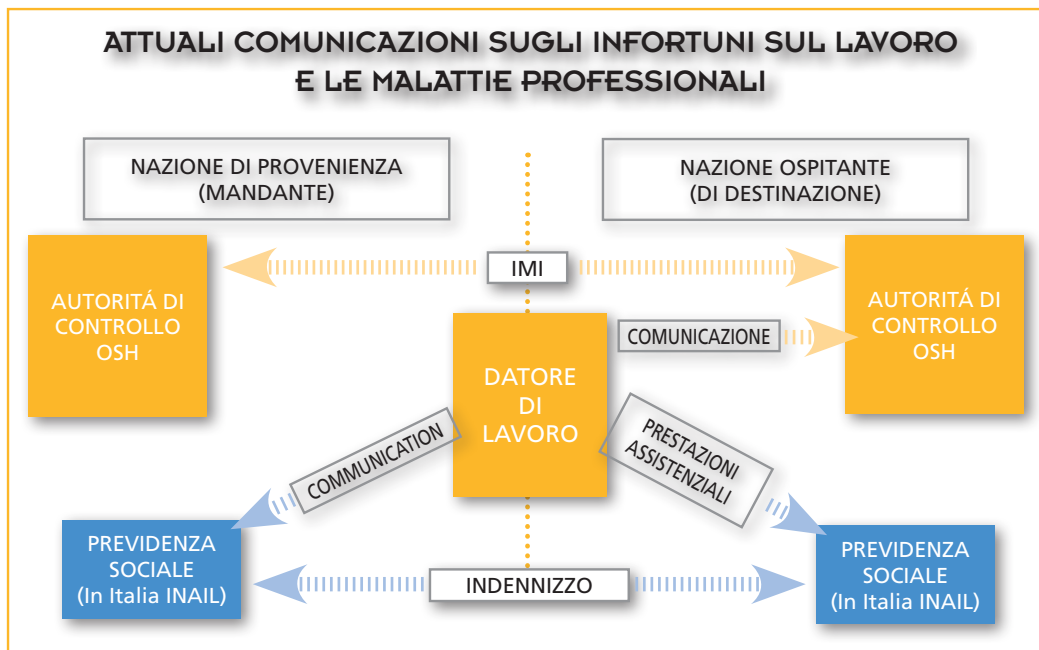 ATTUALI COMUNICAZIONI SUGLI INFORTUNI SUL LAVORO
E LE MALATTIE PROFESSIONALI
NAZIONE DI PROVENIENZA
(MANDANTE)
NAZIONE OSPITANTE
(DI DESTINAZIONE)
IMI
AUTORITÁ DI
CONTROLLO
OSH
AUTORITÁ DI
CONTROLLO
OSH
COMUNICAZIONE
DATORE
DI
LAVORO
COMMUNICATION
PRESTAZIONI
ASSISTENZIALI
PREVIDENZA
SOCIALE
(In Italia INAIL)
PREVIDENZA
SOCIALE
(In Italia INAIL)
INDENNIZZO